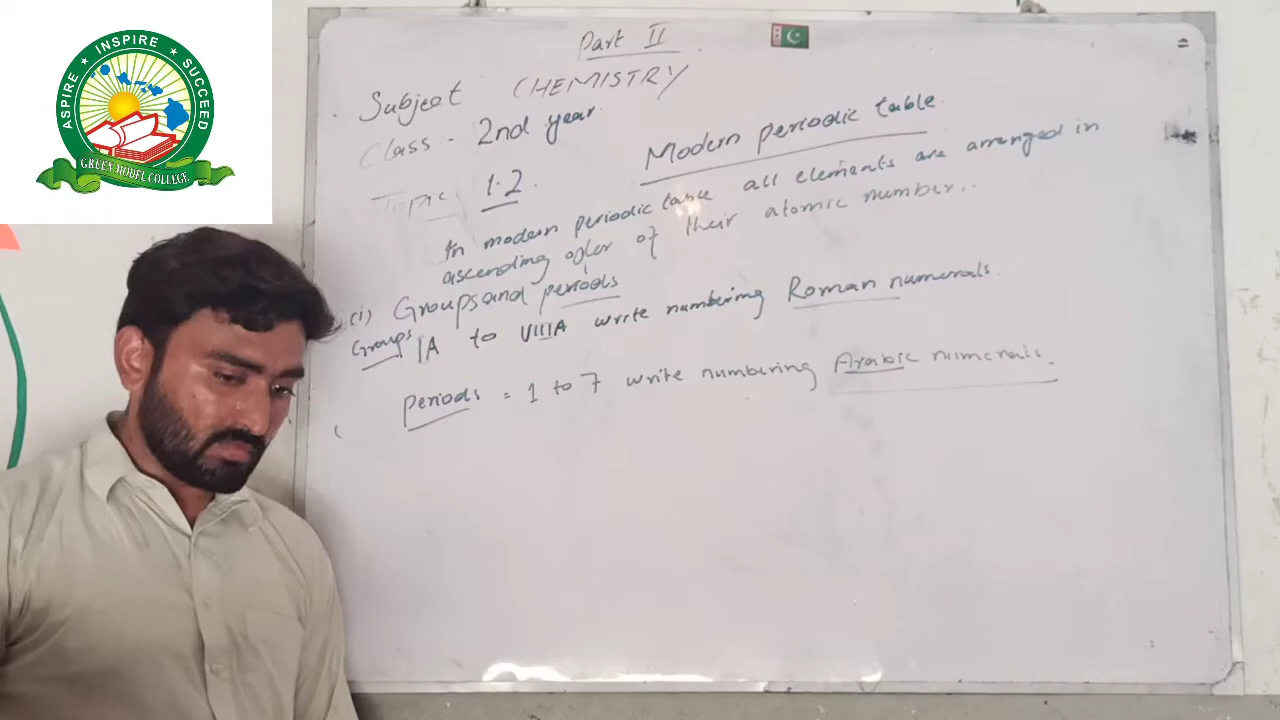 ASPIRE ★ INSPIRE ★ SUCCEED
GREEN MODEL COLLEGE
Part II
Subject CHEMISTRY
Class - 2nd year
Topic 1.2.
Modern periodic table.
In modern periodic table all elements are arranged in
ascending order of their atomic number..
(i) Groups and periods
Groups IA to VIIIA write numbering Roman numerals.
periods = 1 to 7 write numbering Arabic numerals.
(